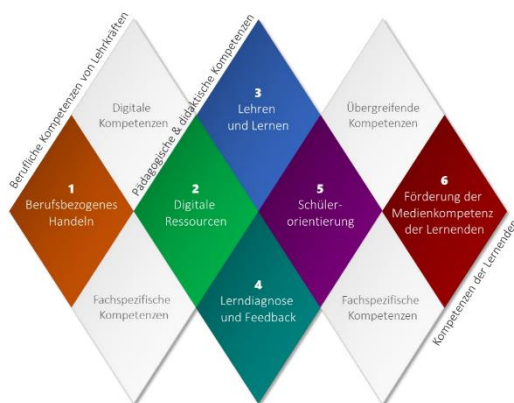 Berufliche Kompetenzen von Lehrkräften
Pädagogische & didaktische Kompetenzen
Digitale
Kompetenzen
3
Lehren
und Lernen
Übergreifende
Kompetenzen
1
Berufsbezogenes
Handeln
2
Digitale
Ressourcen
5
Schüler-
orientierung
6
Förderung der
Medienkompetenz
der Lernenden
Fachspezifische
Kompetenzen
4
Lerndiagnose
und Feedback
Fachspezifische
Kompetenzen
Kompetenzen der Lernenden